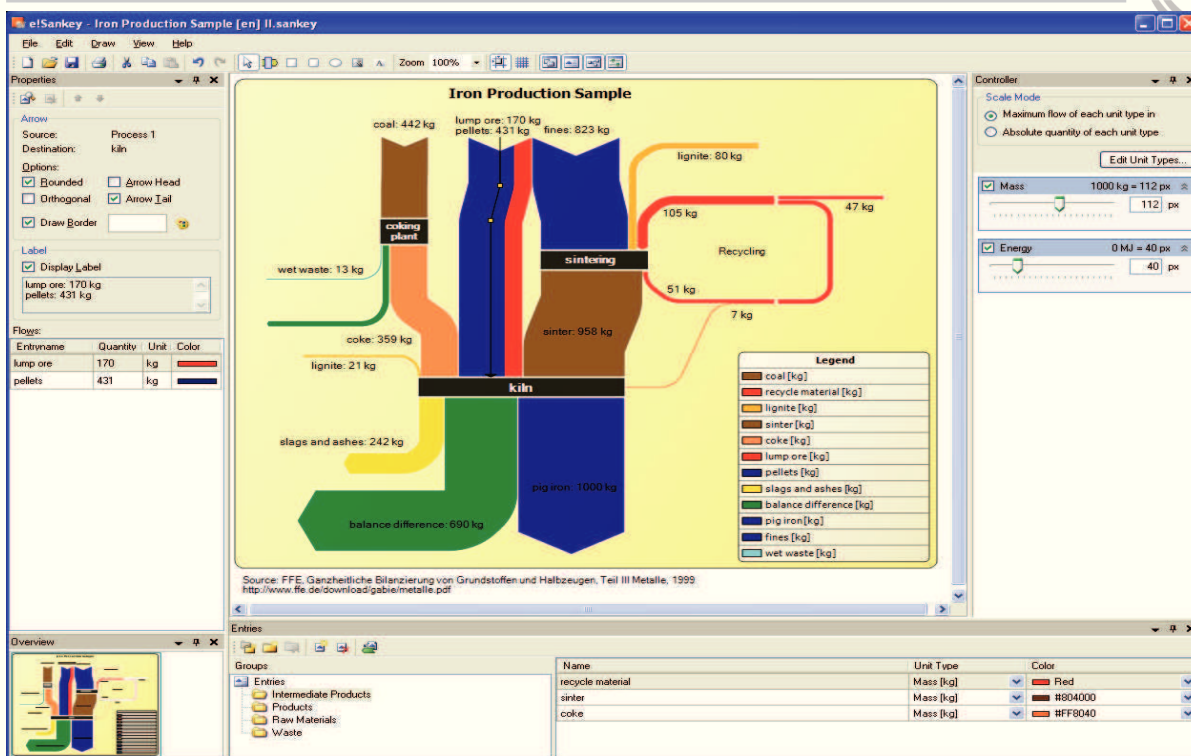 e!Sankey - Iron Production Sample [en] II.sankey
File Edit Draw View Help
Zoom 100%
Properties
Arrow
Source: Process 1
Destination: kiln
Options:
Rounded Arrow Head
Orthogonal Arrow Tail
Draw Border
Label
Display Label
lump ore: 170 kg
pellets: 431 kg
Flows:
Entryname Quantity Unit Color
lump ore 170 kg
pellets 431 kg
Overview
Iron Production Sample
coal: 442 kg
lump ore: 170 kg
pellets: 431 kg
fines: 823 kg
lignite: 80 kg
105 kg
47 kg
coking
plant
sintering
Recycling
wet waste: 13 kg
51 kg
7 kg
coke: 359 kg
sinter: 958 kg
lignite: 21 kg
kiln
slags and ashes: 242 kg
pig iron: 1000 kg
balance difference: 690 kg
Legend
coal [kg]
recycle material [kg]
lignite [kg]
sinter [kg]
coke [kg]
lump ore [kg]
pellets [kg]
slags and ashes [kg]
balance difference [kg]
pig iron [kg]
fines [kg]
wet waste [kg]
Source: FFE, Ganzheitliche Bilanzierung von Grundstoffen und Halbzeugen, Teil III Metalle, 1999
http://www.ffe.de/download/gabie/metalle.pdf
Controller
Scale Mode
Maximum flow of each unit type in
Absolute quantity of each unit type
Edit Unit Types...
Mass 1000 kg = 112 px
112 px
Energy 0 MJ = 40 px
40 px
Entries
Groups
Entries
Intermediate Products
Products
Raw Materials
Waste
Name Unit Type Color
recycle material Mass [kg] Red
sinter Mass [kg] #804000
coke Mass [kg] #FF8040